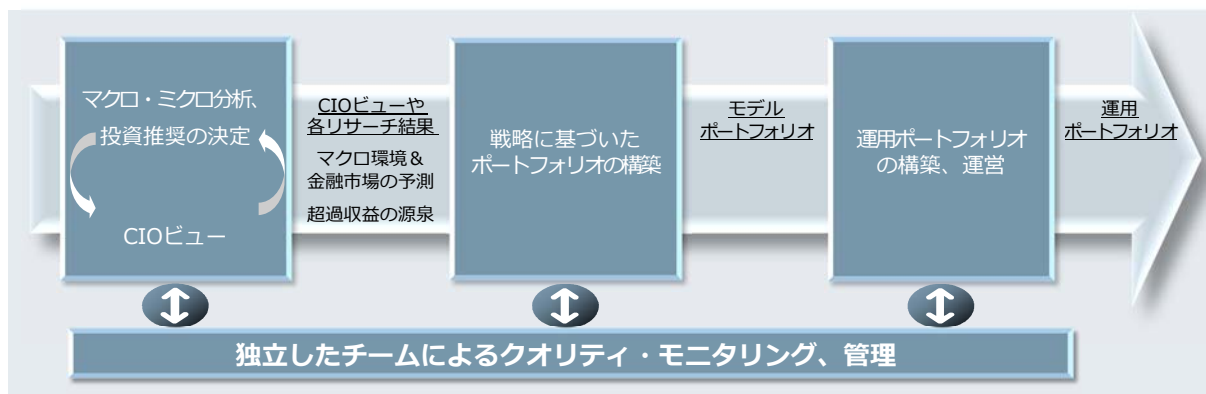 マクロ・ミクロ分析、
投資推奨の決定
CIOビュー
CIOビューや
各リサーチ結果
マクロ環境＆
金融市場の予測
超過収益の源泉
戦略に基づいた
ポートフォリオの構築
モデル
ポートフォリオ
運用ポートフォリオ
の構築、運営
運用
ポートフォリオ
独立したチームによるクオリティ・モニタリング、管理